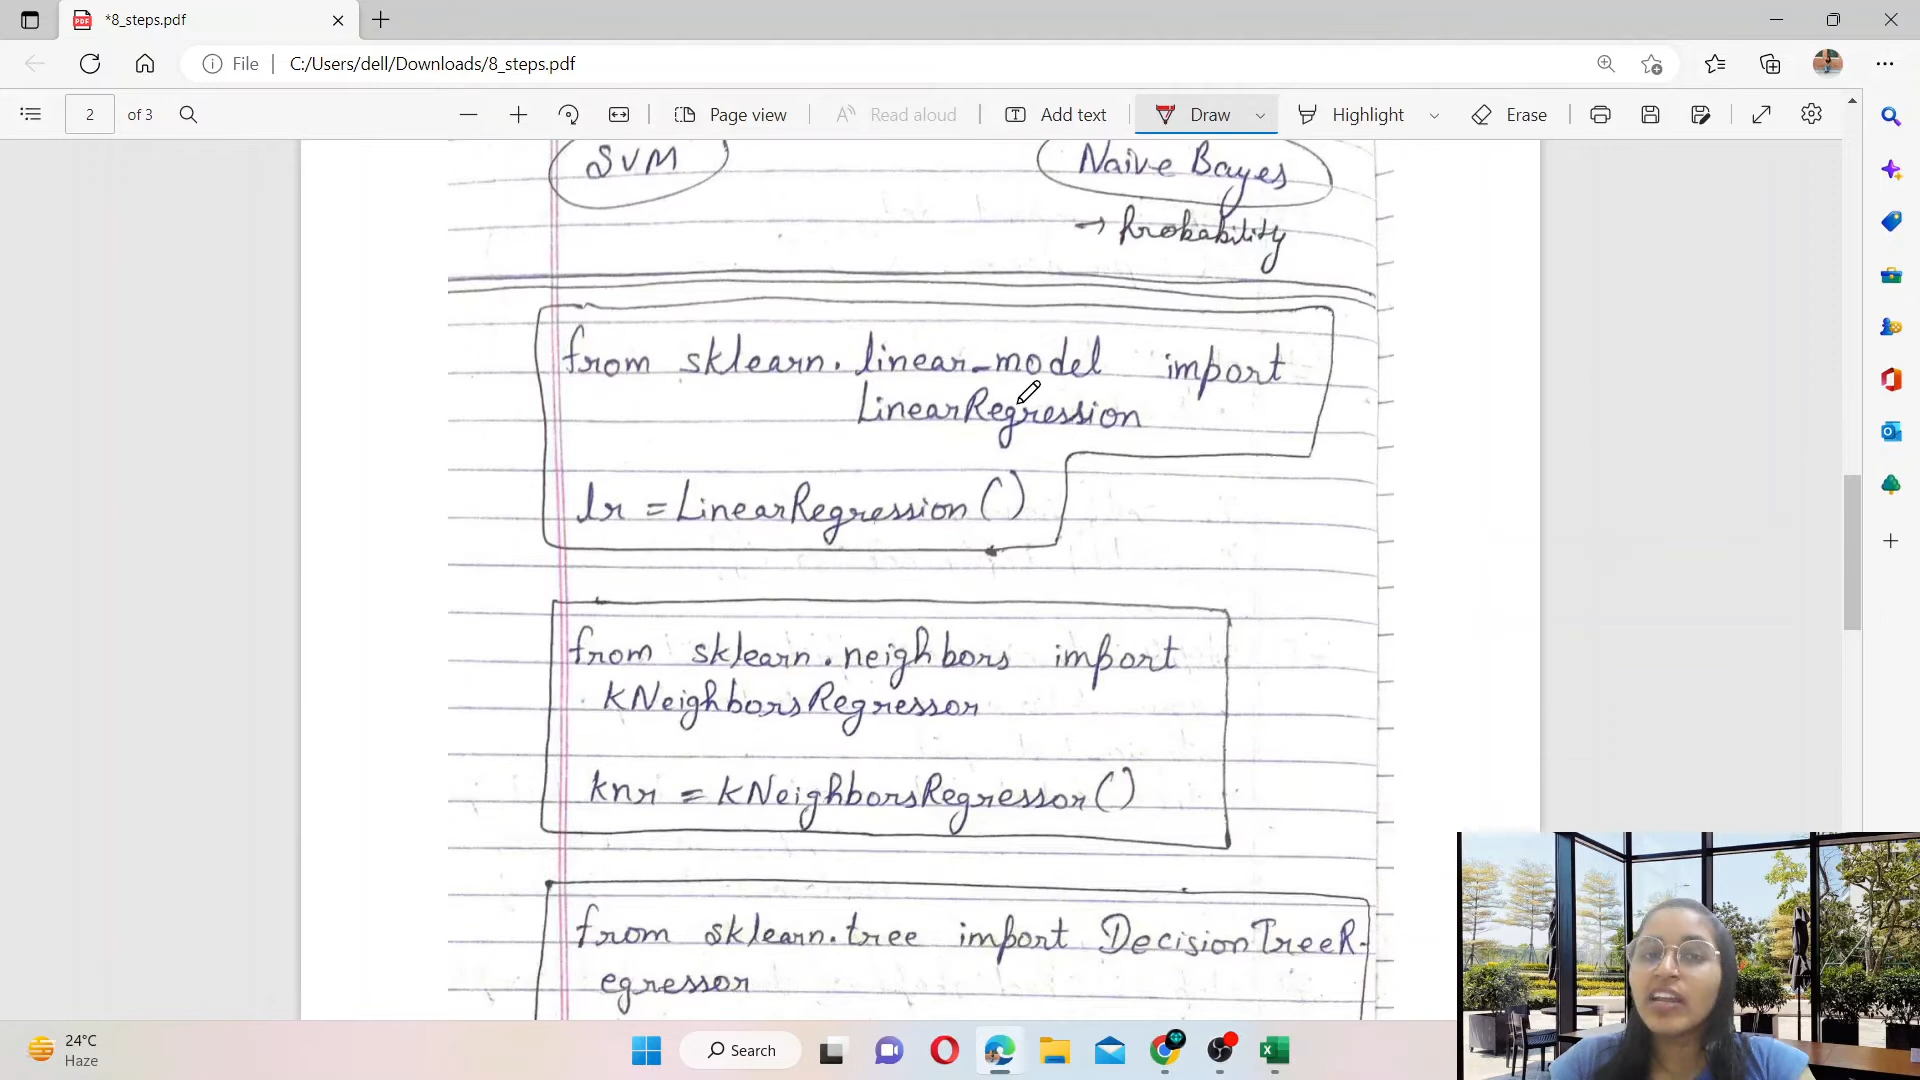 *8_steps.pdf
File
C:/Users/dell/Downloads/8_steps.pdf
2 of 3
Page view
Read aloud
Add text
Draw
Highlight
Erase
SVM
Naive Bayes
→ Probability
from sklearn.linear_model import
LinearRegression
lr = LinearRegression()
from sklearn.neighbors import
KNeighborsRegressor
knr = KNeighborsRegressor()
from sklearn.tree import DecisionTreeR-
egressor
24°C
Haze
Search